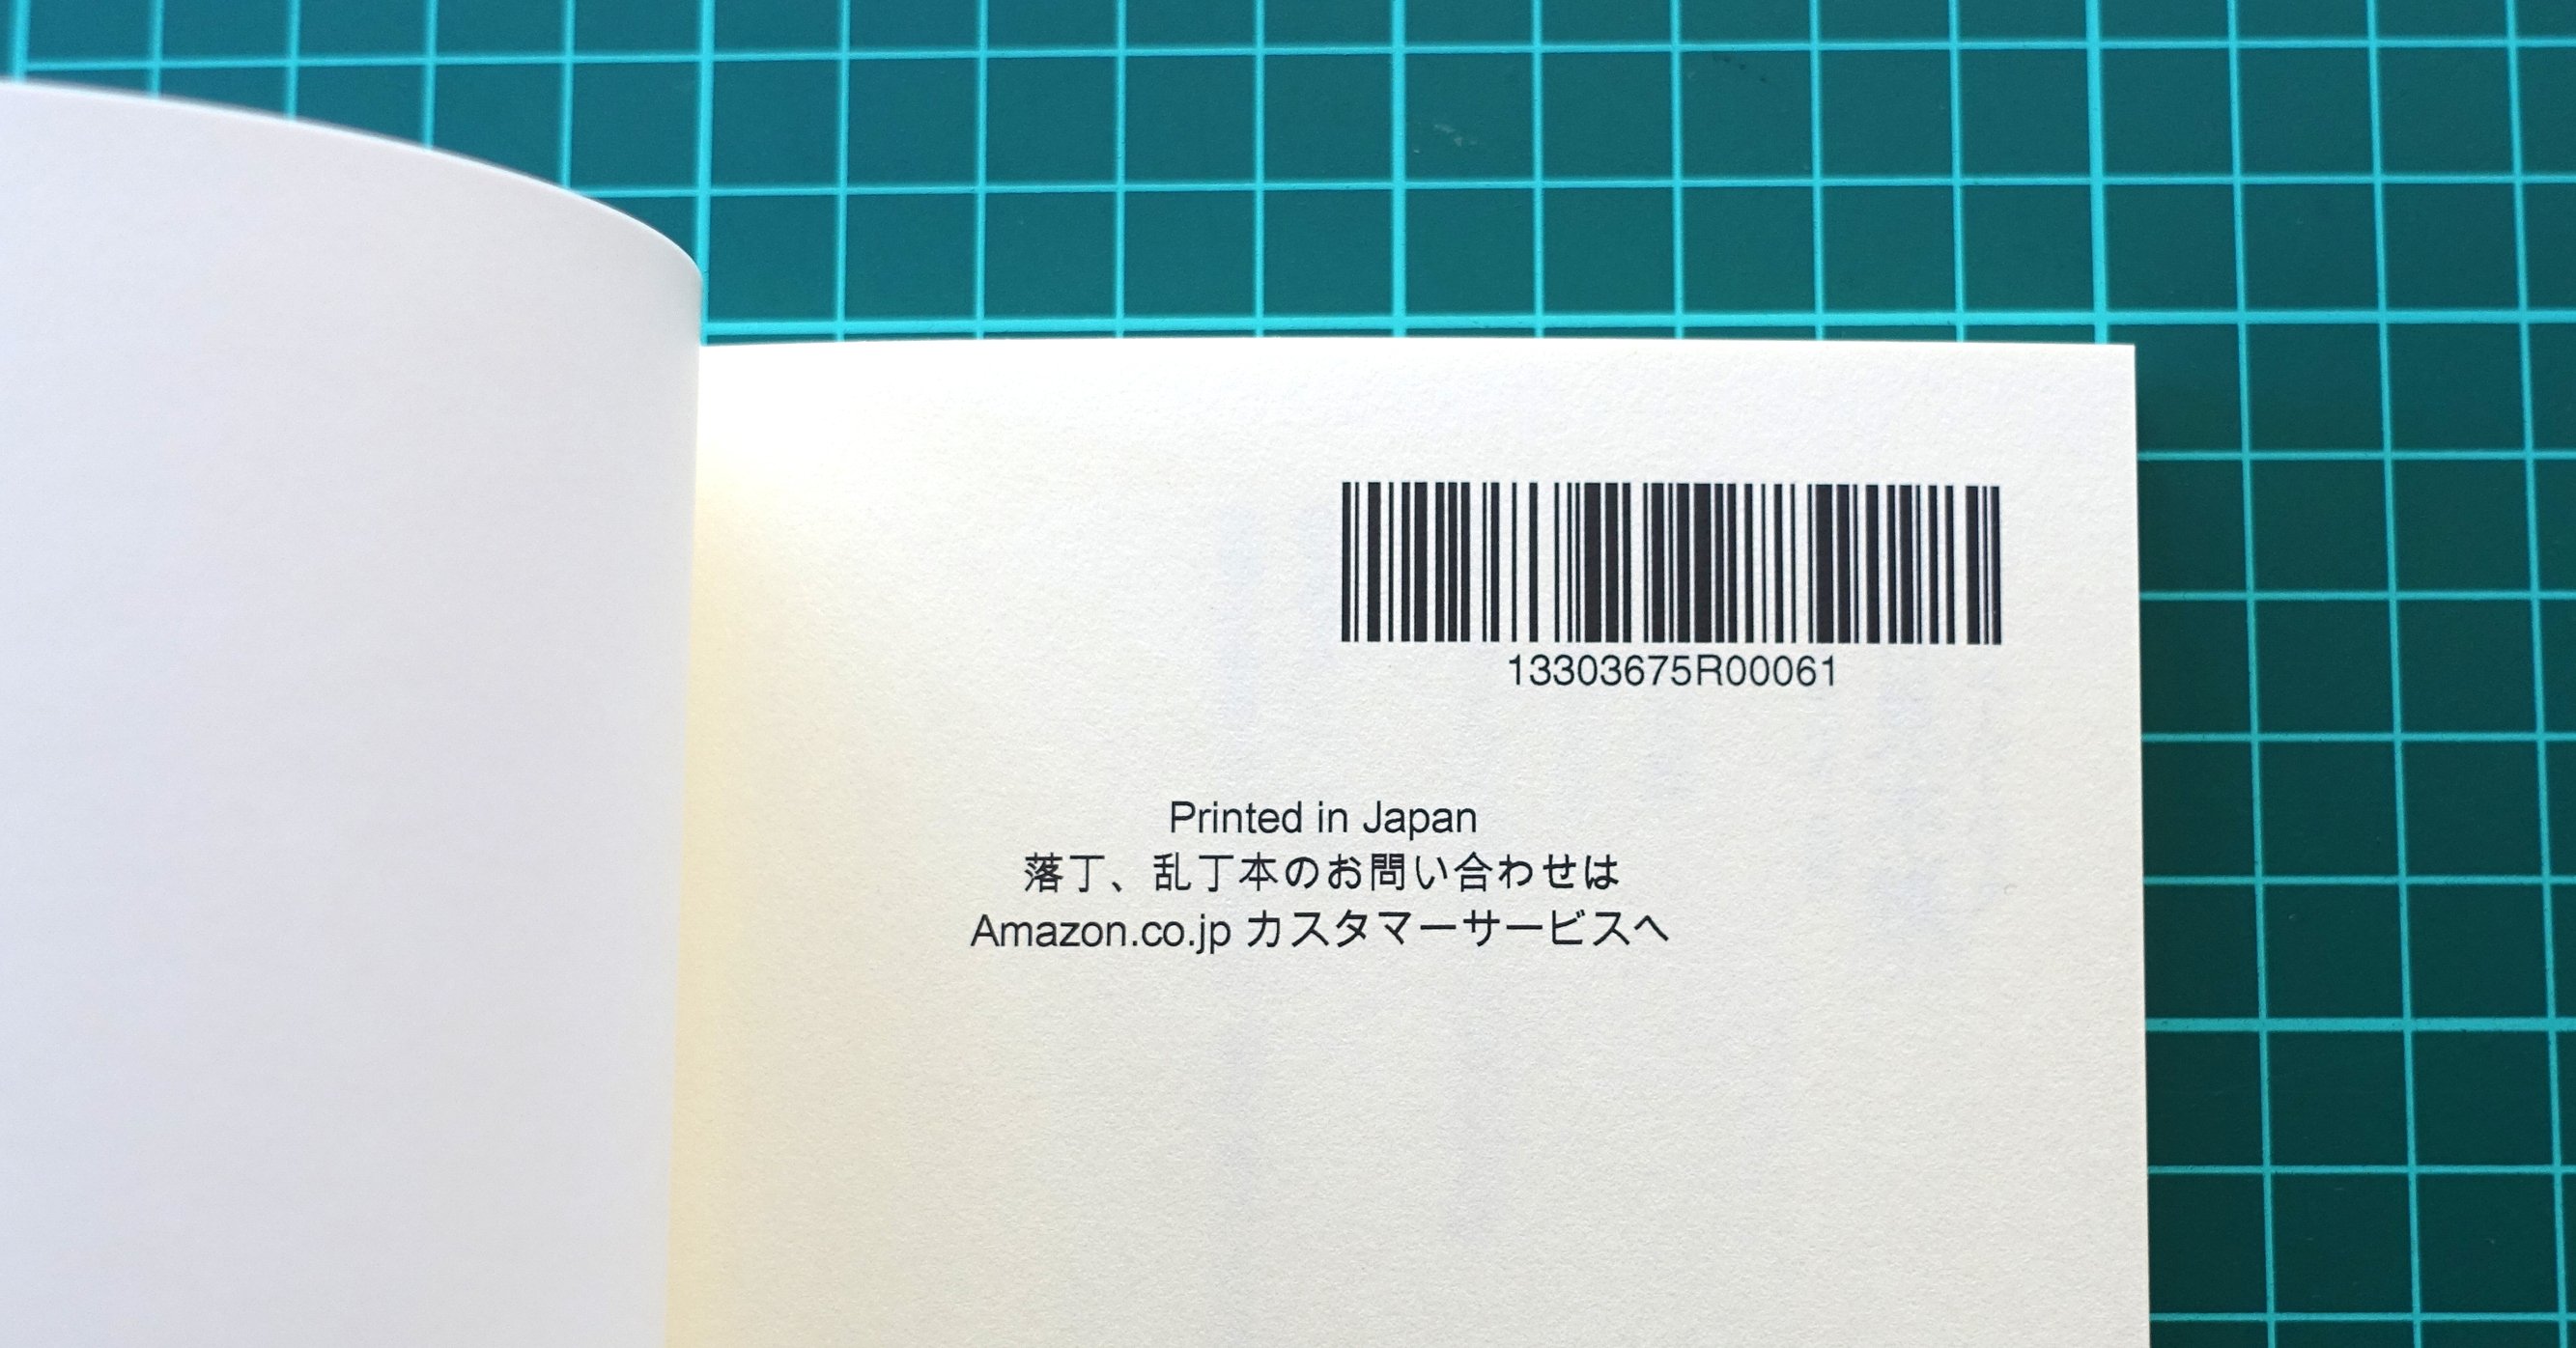 13303675R00061
Printed in Japan
落丁、乱丁本のお問い合わせは
Amazon.co.jp カスタマーサービスへ